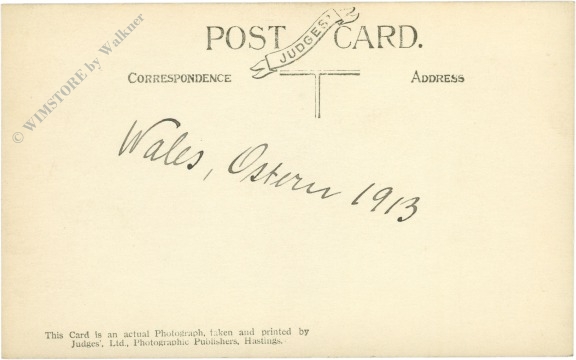 POST CARD.
JUDGES' LTD
CORRESPONDENCE
ADDRESS
© WIMSTORE by Walkner
Wales, Ostern 1913
This Card is an actual Photograph, taken and printed by
Judges', Ltd., Photographic Publishers, Hastings.